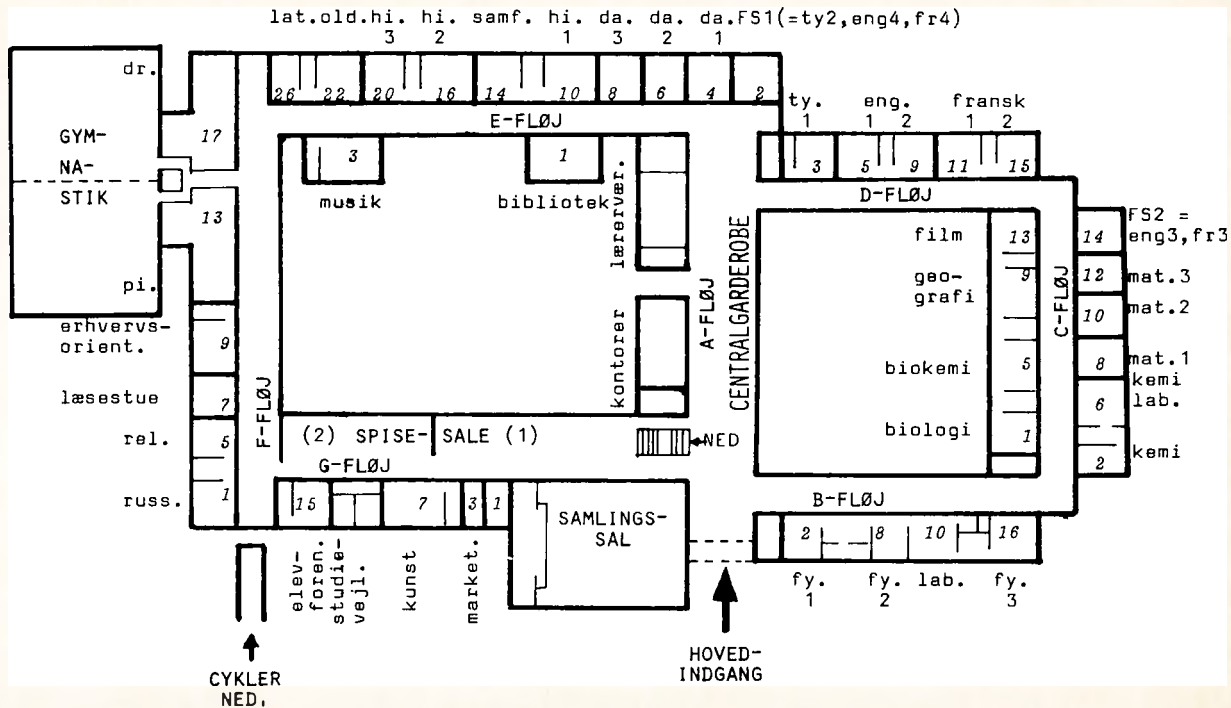 lat.old.hi. hi. samf. hi. da. da. da.FS1(=ty2,eng4,fr4)
3 2 1 3 2 1
dr.
26 22 20 16 14 10 8 6 4 2
ty. eng. fransk
1 1 2 1 2
17
GYM-
NA-
STIK
E-FLØJ
3 1
musik
bibliotek
lærervær.
3 5 9 11 15
D-FLØJ
13
pi.
film
13
14
FS2 =
eng3,fr3
geo-
grafi
9
12
mat.3
10
mat.2
C-FLØJ
A-FLØJ
CENTRALGARDEROBE
kontorer
erhvervs-
orient.
9
biokemi
5
8
mat.1
kemi
lab.
6
læsestue
7
F-FLØJ
rel.
5
(2) SPISE- SALE (1)
NED
biologi
1
kemi
2
G-FLØJ
russ.
1
15 7 3 1
SAMLINGS-
SAL
B-FLØJ
2 8 10 16
fy. fy. lab. fy.
1 2 3
elev-
foren.
studie-
vejl.
kunst
market.
HOVED-
INDGANG
CYKLER
NED.